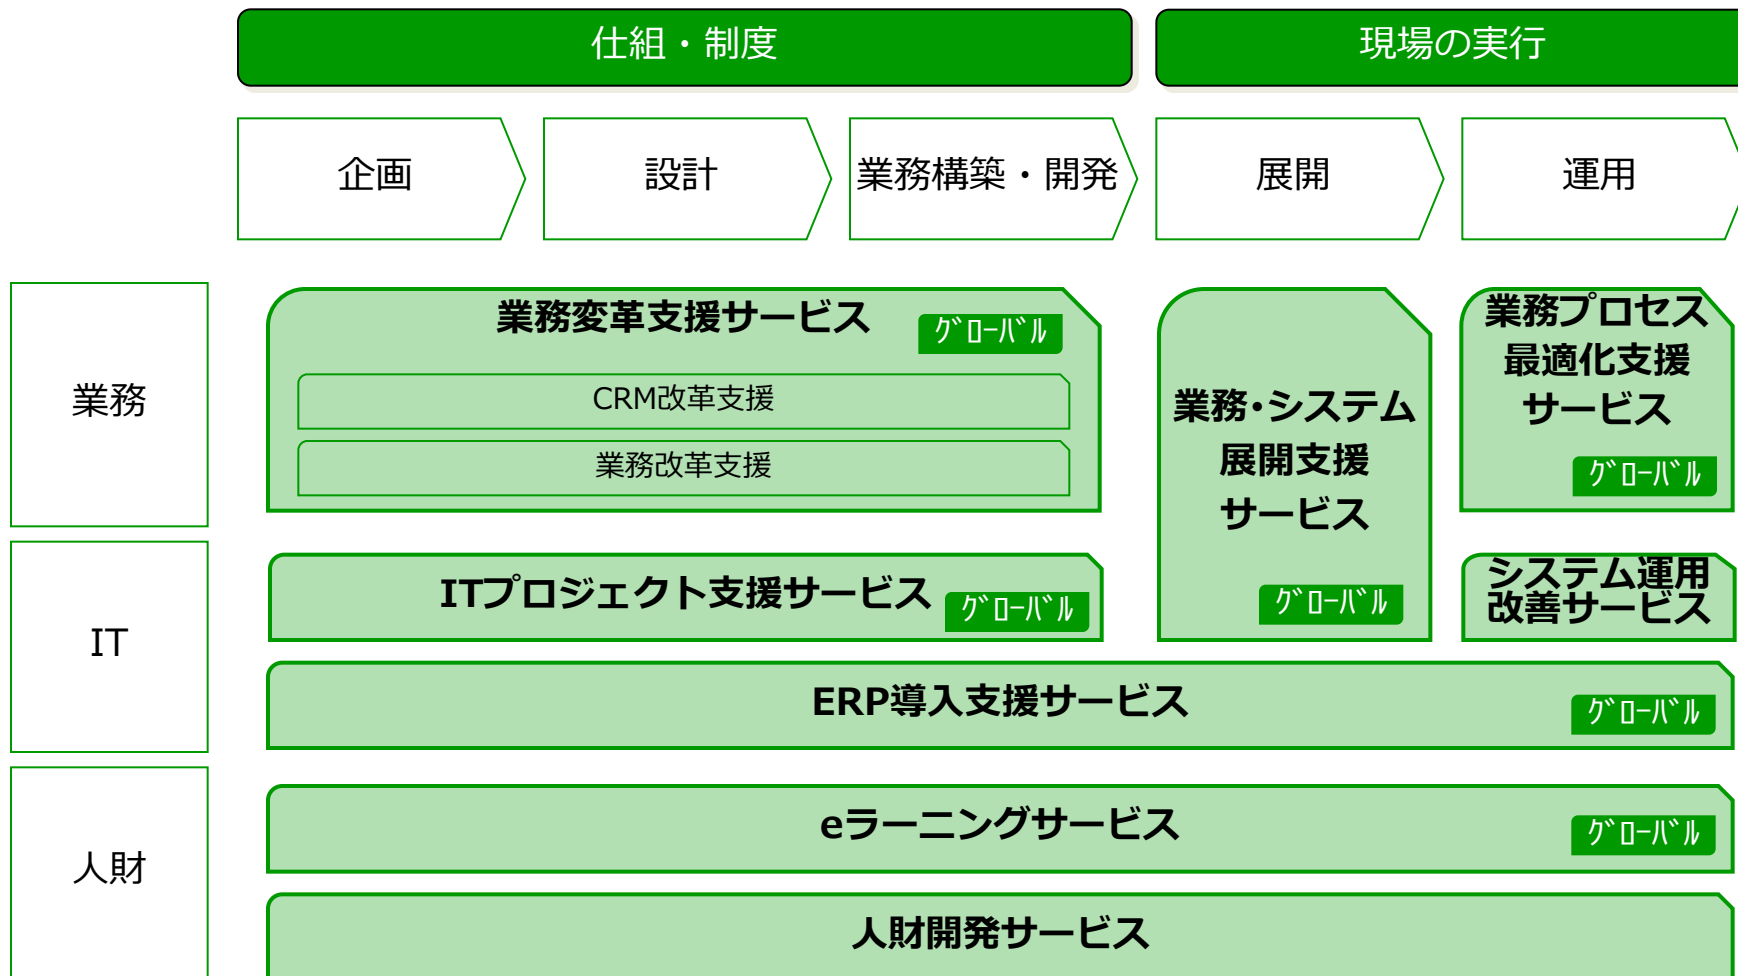 仕組・制度
現場の実行
企画
設計
業務構築・開発
展開
運用
業務
業務変革支援サービス
ｸﾞﾛｰﾊﾞﾙ
CRM改革支援
業務改革支援
業務・システム
展開支援
サービス
ｸﾞﾛｰﾊﾞﾙ
業務プロセス
最適化支援
サービス
ｸﾞﾛｰﾊﾞﾙ
IT
ITプロジェクト支援サービス
ｸﾞﾛｰﾊﾞﾙ
システム運用
改善サービス
ERP導入支援サービス
ｸﾞﾛｰﾊﾞﾙ
人財
eラーニングサービス
ｸﾞﾛｰﾊﾞﾙ
人財開発サービス